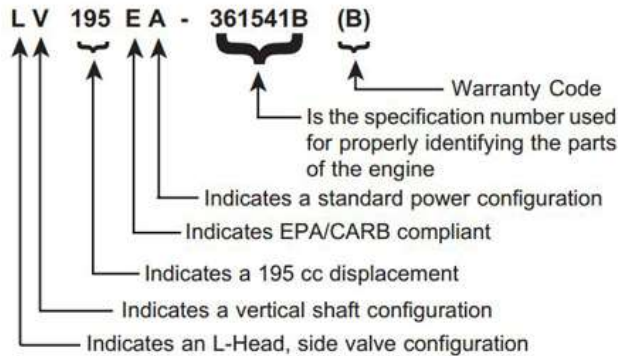 L V 195 E A - 361541B (B)
Warranty Code
Is the specification number used
for properly identifying the parts
of the engine
Indicates a standard power configuration
Indicates EPA/CARB compliant
Indicates a 195 cc displacement
Indicates a vertical shaft configuration
Indicates an L-Head, side valve configuration